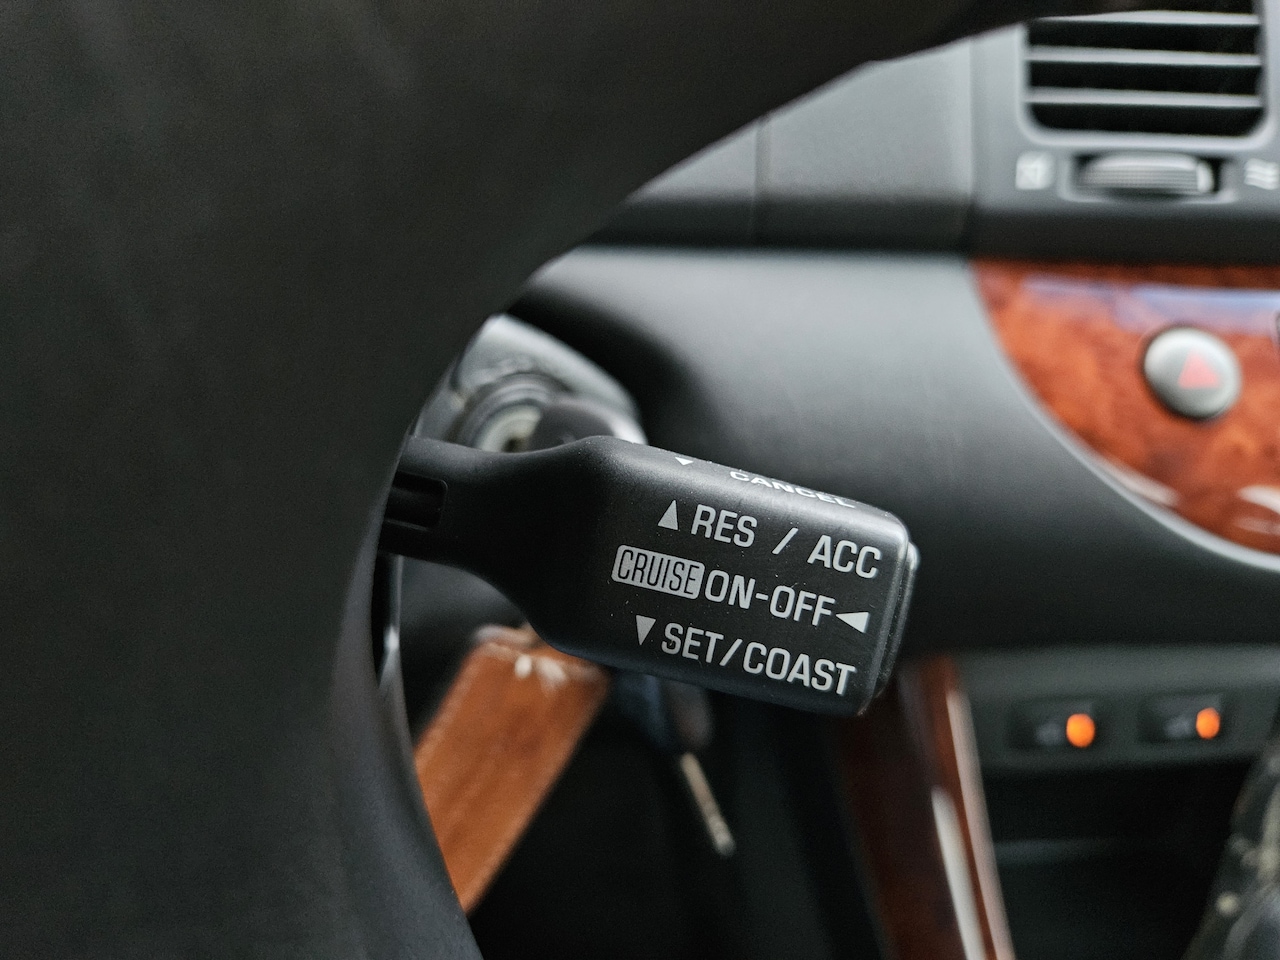 ◀ CANCEL
▲ RES / ACC
CRUISE ON-OFF ◀
▼ SET/COAST